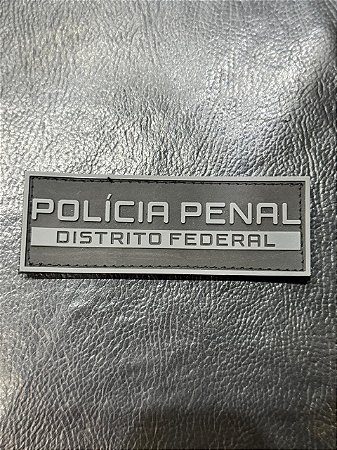 POLÍCIA PENAL
DISTRITO FEDERAL